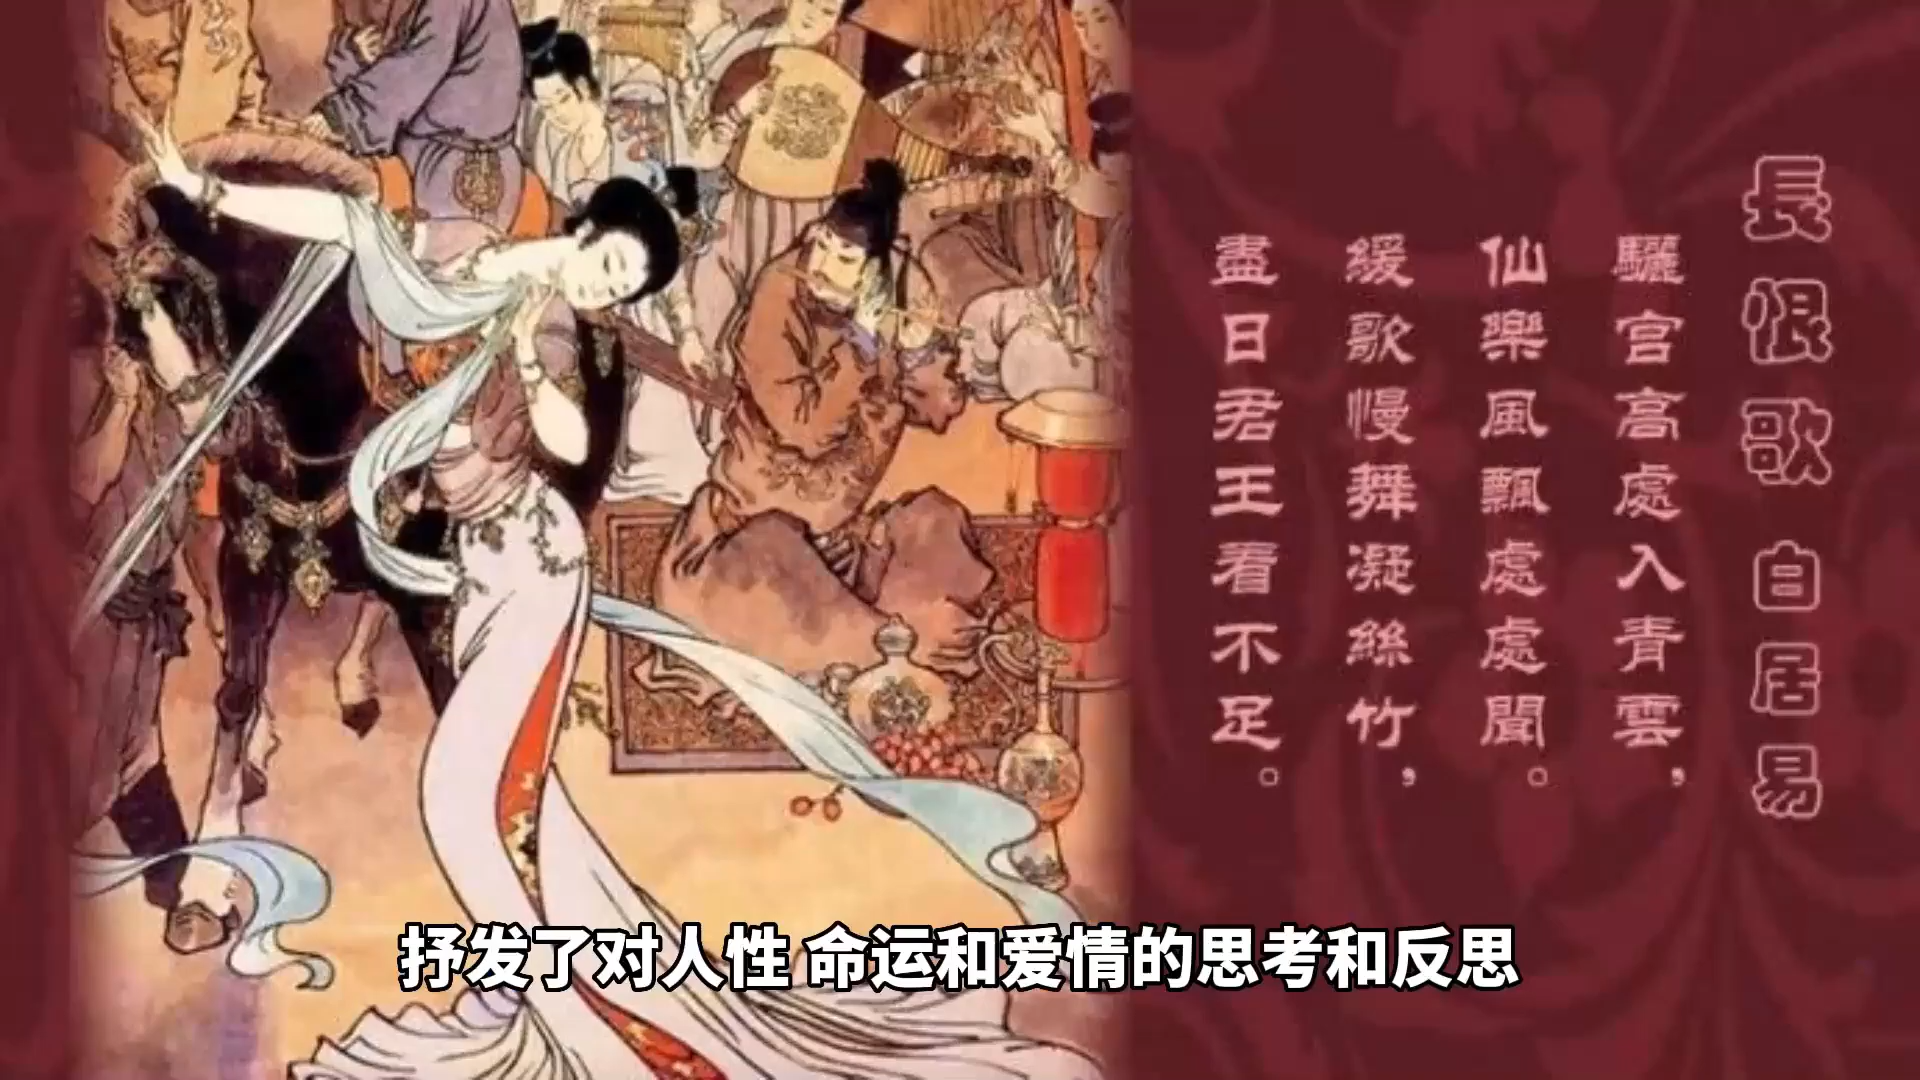 長恨歌 白居易
驪宮高處入青雲，
仙樂風飄處處聞。
緩歌慢舞凝絲竹，
盡日君王看不足。
抒发了对人性 命运和爱情的思考和反思